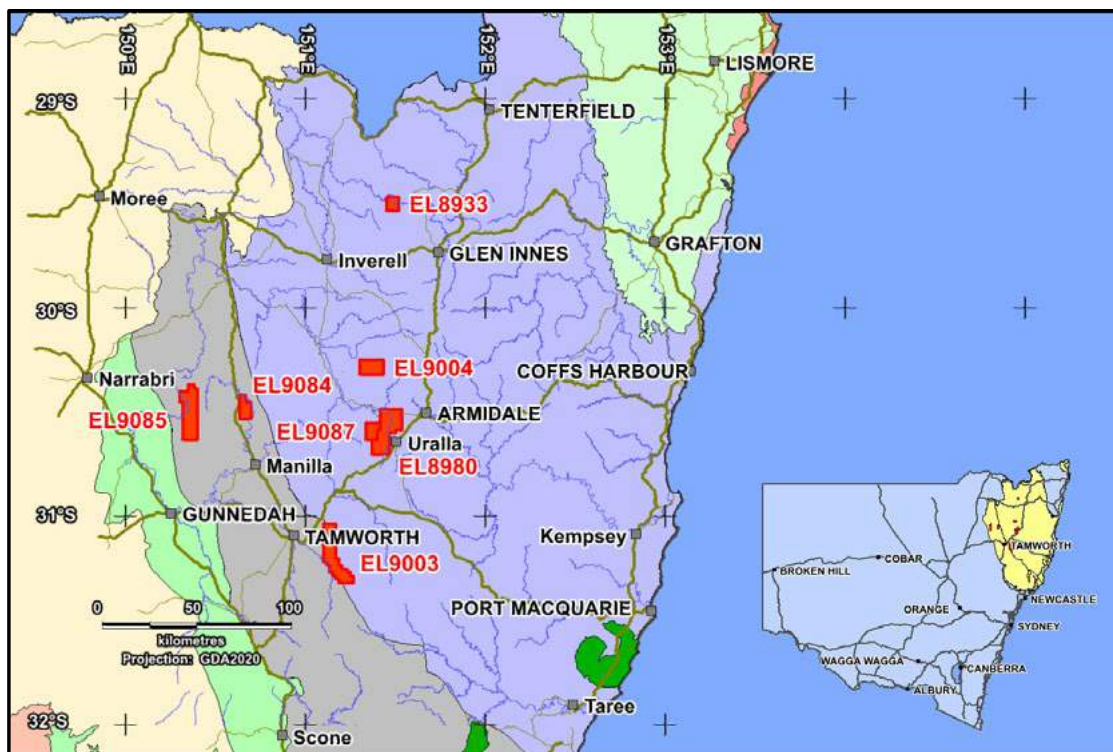 150°E
151°E
152°E
153°E
LISMORE
29°S
TENTERFIELD
Moree
EL8933
GRAFTON
Inverell
GLEN INNES
30°S
EL9004
COFFS HARBOUR
Narrabri
EL9084
EL9085
EL9087
ARMIDALE
Uralla
EL8980
Manilla
31°S
GUNNEDAH
TAMWORTH
Kempsey
EL9003
0 50 100
kilometres
Projection: GDA2020
PORT MACQUARIE
Taree
32°S
Scone
TAMWORTH
COBAR
BROKEN HILL
NEWCASTLE
ORANGE
SYDNEY
WAGGA WAGGA
CANBERRA
ALBURY